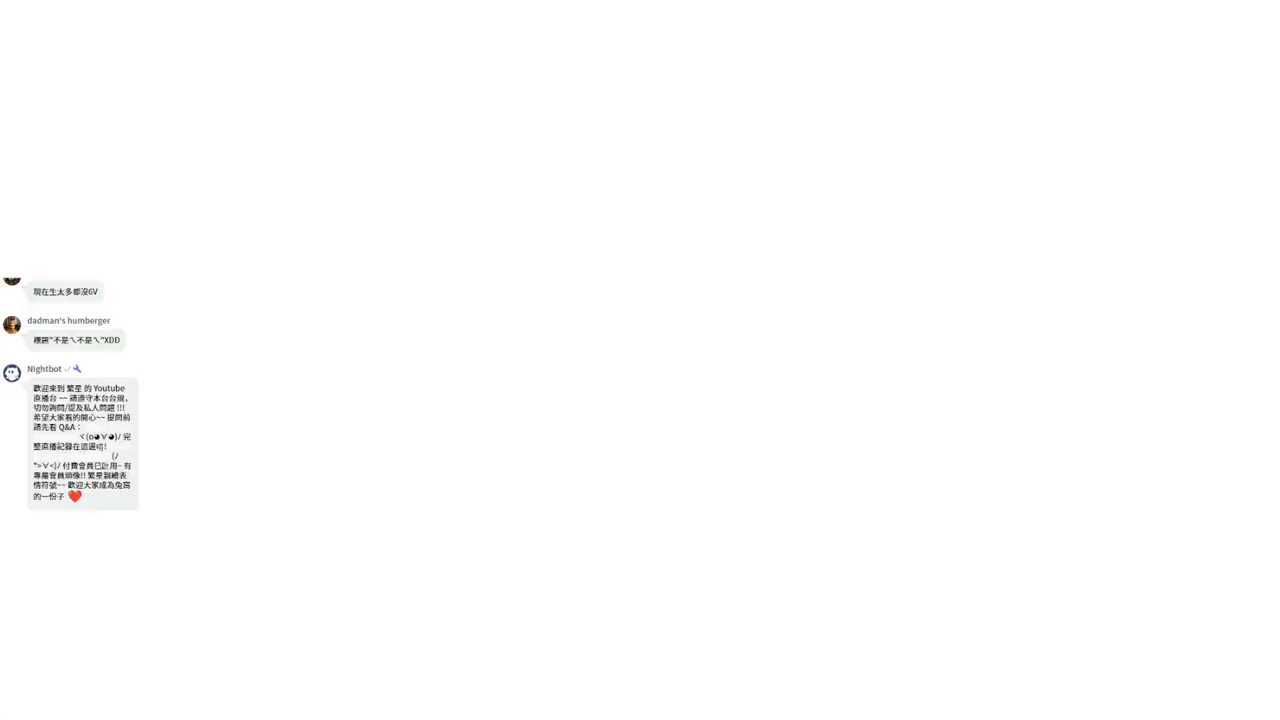 現在生太多都沒GV
dadman's humberger
標題"不是ㄟ不是ㄟ"XDD
Nightbot
歡迎來到 繁星 的 Youtube
直播台 ~~ 請遵守本台台規，
切勿詢問/提及私人問題 !!!
希望大家看的開心~~ 提問前
請先看 Q&A：
ヾ(o◕∀◕)ﾉ 完
整直播記錄在這邊唷!
(ﾉ
*>∀<)ﾉ 付費會員已啟用~ 有
專屬會員頭像!! 繁星親繪表
情符號~~ 歡迎大家成為兔窩
的一份子 ❤️